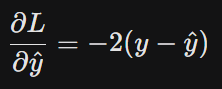 ∂L/∂ŷ = −2(y − ŷ)